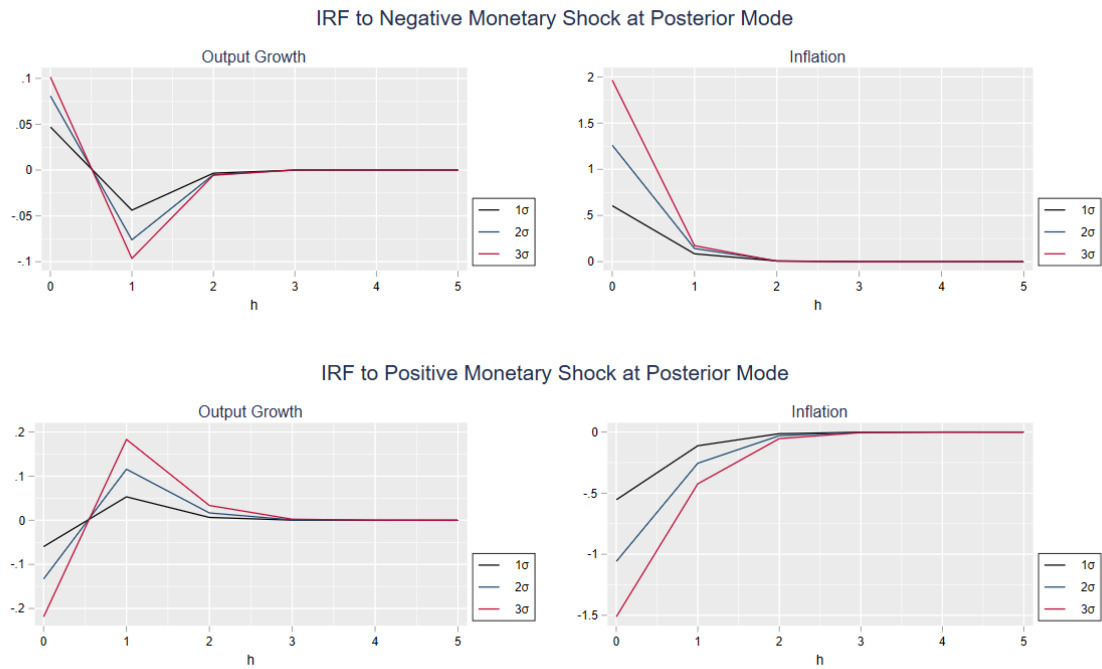 IRF to Negative Monetary Shock at Posterior Mode
Output Growth
.1
.05
0
-.05
-.1
0 1 2 3 4 5
h
1σ
2σ
3σ
Inflation
2
1.5
1
.5
0
0 1 2 3 4 5
h
1σ
2σ
3σ
IRF to Positive Monetary Shock at Posterior Mode
Output Growth
.2
.1
0
-.1
-.2
0 1 2 3 4 5
h
1σ
2σ
3σ
Inflation
0
-.5
-1
-1.5
0 1 2 3 4 5
h
1σ
2σ
3σ